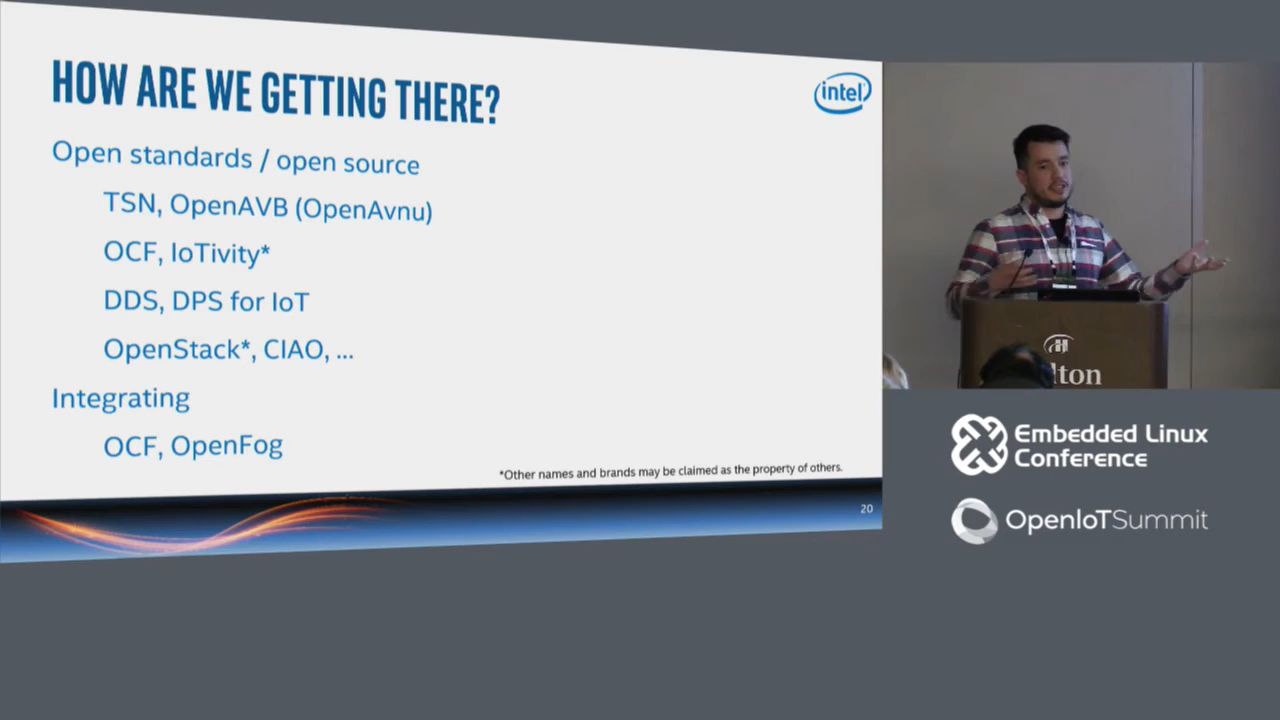 HOW ARE WE GETTING THERE?
intel
Open standards / open source
TSN, OpenAVB (OpenAvnu)
OCF, IoTivity*
DDS, DPS for IoT
OpenStack*, CIAO, ...
Integrating
OCF, OpenFog
*Other names and brands may be claimed as the property of others.
20
H
lton
Embedded Linux
Conference
OpenIoTSummit